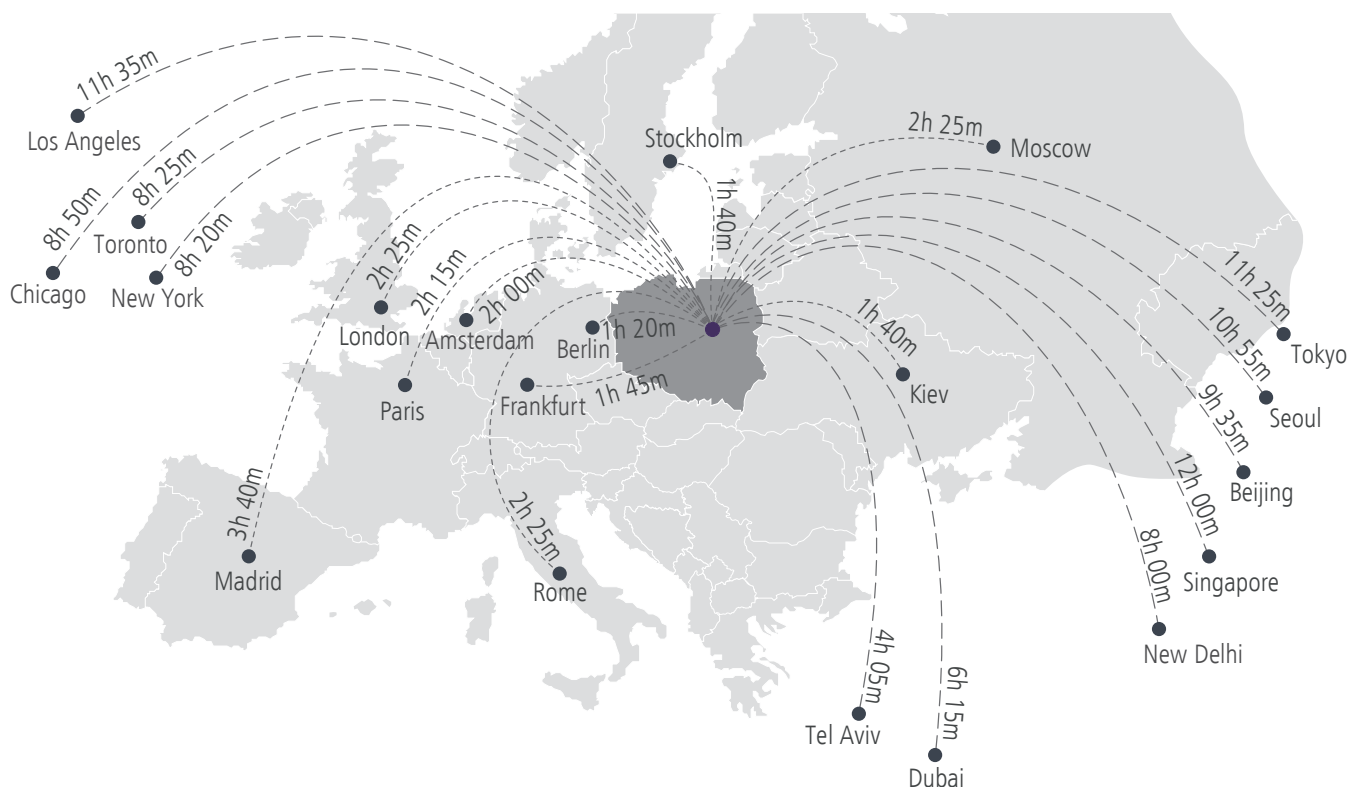 11h 35m
Los Angeles
8h 50m
Chicago
8h 25m
Toronto
8h 20m
New York
2h 25m
London
2h 15m
Paris
2h 00m
Amsterdam
1h 20m
Berlin
1h 45m
Frankfurt
3h 40m
Madrid
2h 25m
Rome
Stockholm
1h 40m
2h 25m
Moscow
1h 40m
Kiev
11h 25m
Tokyo
10h 55m
Seoul
9h 35m
Beijing
12h 00m
Singapore
8h 00m
New Delhi
4h 05m
Tel Aviv
6h 15m
Dubai